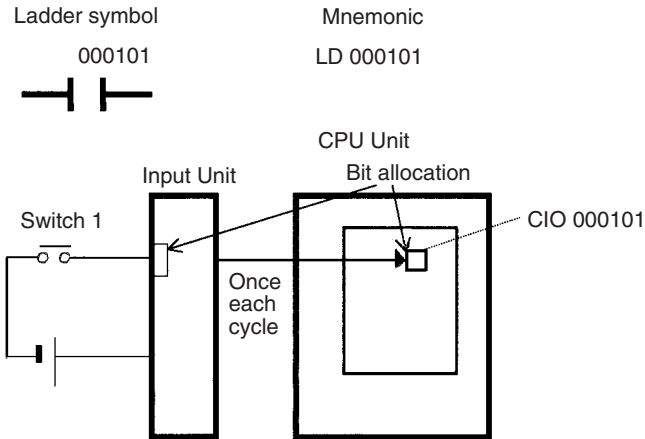 Ladder symbol
Mnemonic
000101
LD 000101
CPU Unit
Input Unit
Bit allocation
Switch 1
CIO 000101
Once
each
cycle